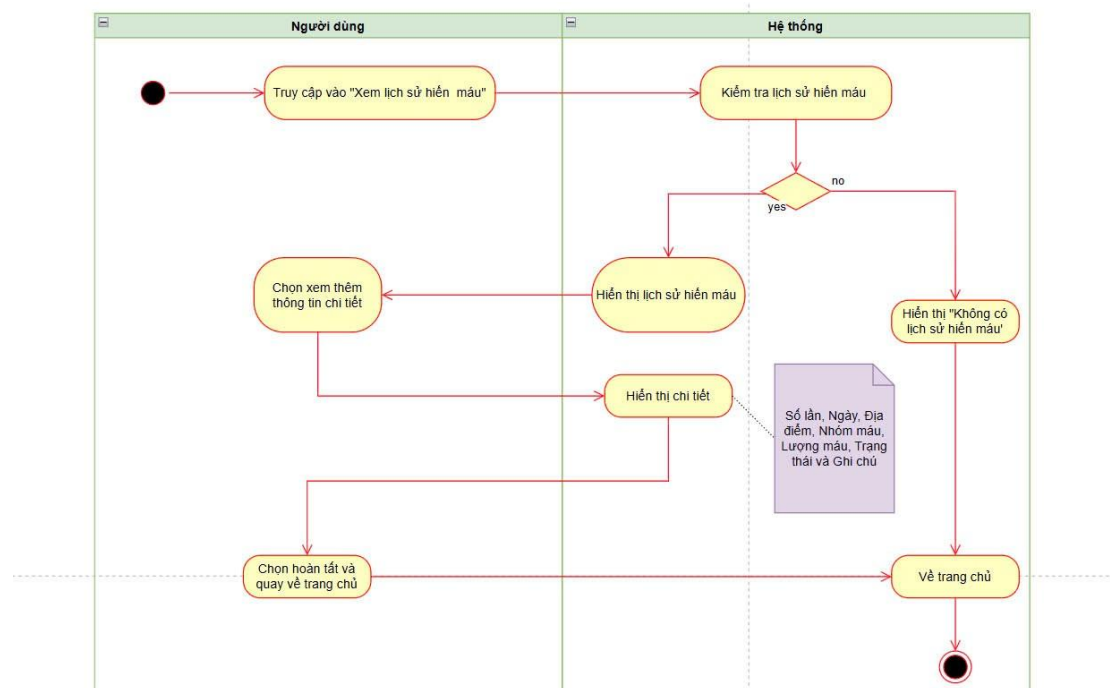 Người dùng
Hệ thống
Truy cập vào "Xem lịch sử hiến máu"
Kiểm tra lịch sử hiến máu
no
yes
Chọn xem thêm
thông tin chi tiết
Hiển thị lịch sử hiến máu
Hiển thị "Không có
lịch sử hiến máu'
Hiển thị chi tiết
Số lần, Ngày, Địa
điểm, Nhóm máu,
Lượng máu, Trạng
thái và Ghi chú
Chọn hoàn tất và
quay về trang chủ
Về trang chủ